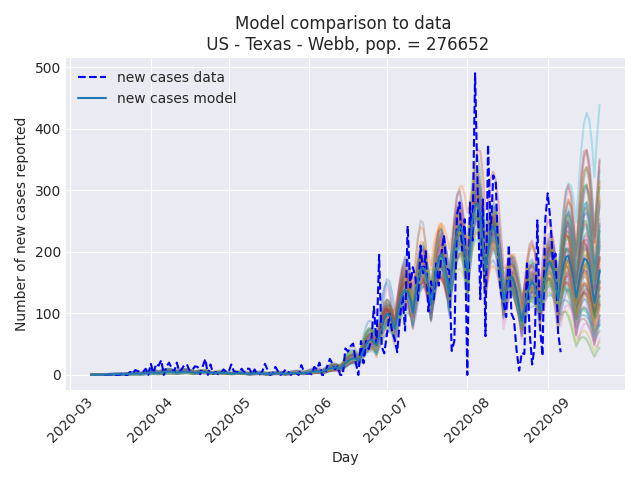 Model comparison to data
US - Texas - Webb, pop. = 276652
500
400
300
200
100
0
Number of new cases reported
new cases data
new cases model
2020-03
2020-04
2020-05
2020-06
2020-07
2020-08
2020-09
Day